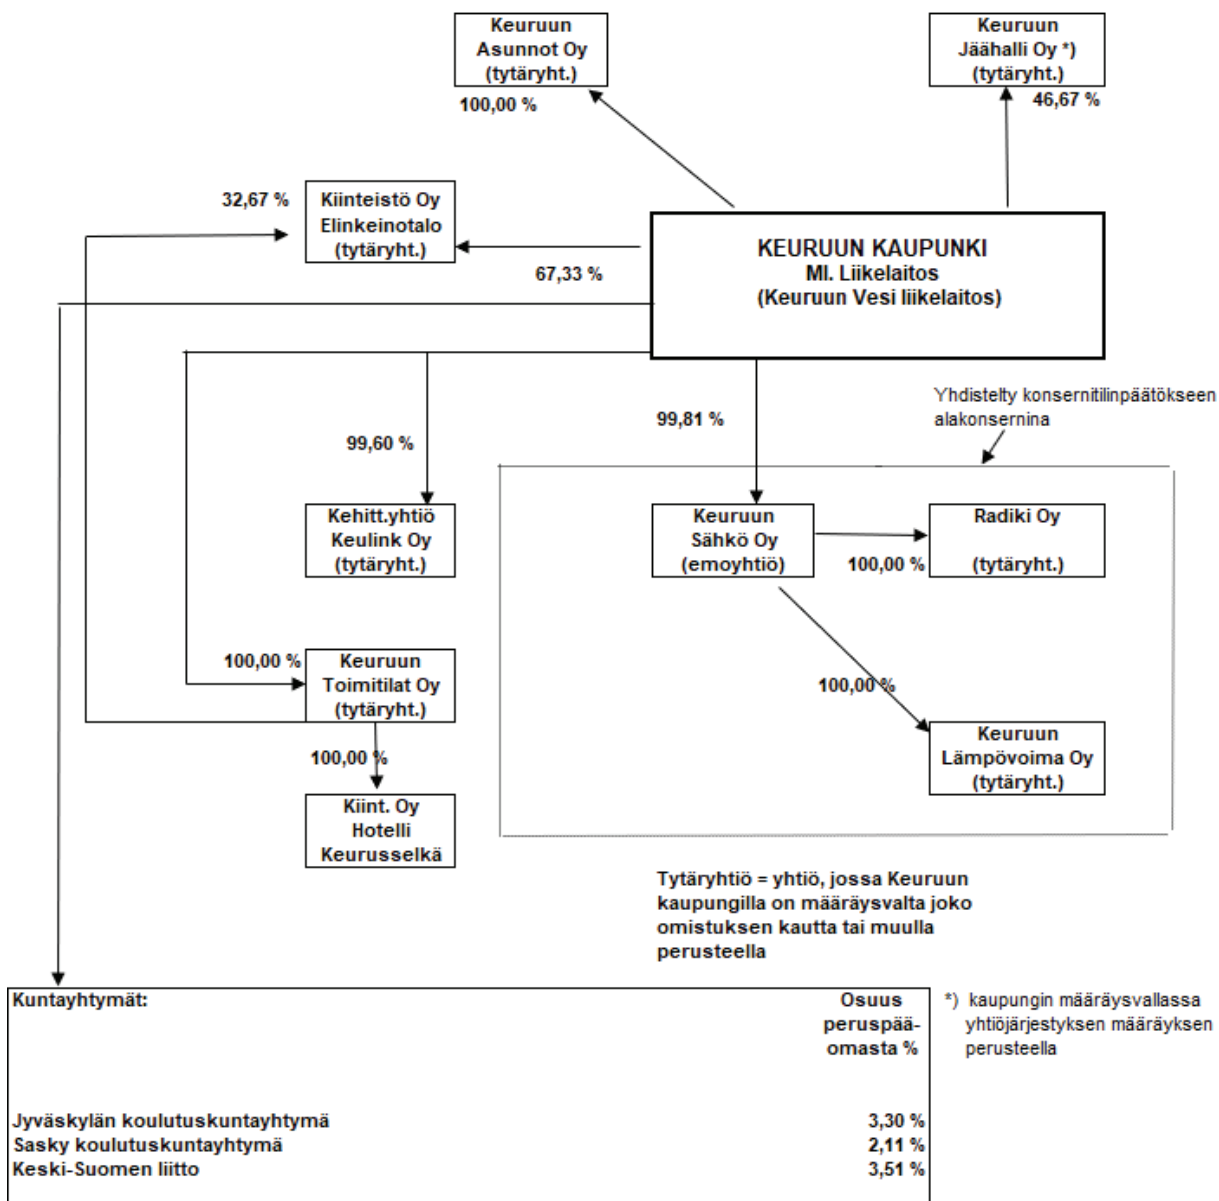 Keuruun
Asunnot Oy
(tytäryht.)
100,00 %
Keuruun
Jäähalli Oy *)
(tytäryht.)
46,67 %
32,67 %
Kiinteistö Oy
Elinkeinotalo
(tytäryht.)
67,33 %
KEURUUN KAUPUNKI
Ml. Liikelaitos
(Keuruun Vesi liikelaitos)
99,60 %
99,81 %
Yhdistelty konsernitilinpäätökseen
alakonsernina
Kehitt.yhtiö
Keulink Oy
(tytäryht.)
Keuruun
Sähkö Oy
(emoyhtiö)
100,00 %
Radiki Oy
(tytäryht.)
100,00 %
Keuruun
Toimitilat Oy
(tytäryht.)
100,00 %
Keuruun
Lämpövoima Oy
(tytäryht.)
100,00 %
Kiint. Oy
Hotelli
Keurusselkä
Tytäryhtiö = yhtiö, jossa Keuruun
kaupungilla on määräysvalta joko
omistuksen kautta tai muulla
perusteella
Kuntayhtymät:
Osuus
peruspää-
omasta %
*) kaupungin määräysvallassa
yhtiöjärjestyksen määräyksen
perusteella
Jyväskylän koulutuskuntayhtymä 3,30 %
Sasky koulutuskuntayhtymä 2,11 %
Keski-Suomen liitto 3,51 %